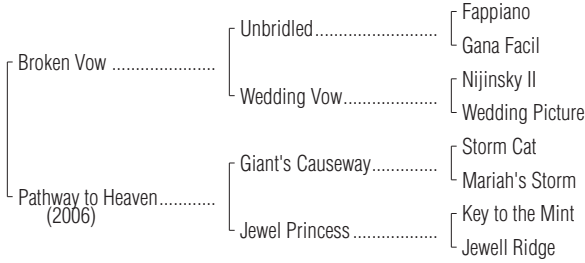 Fappiano
Unbridled
Gana Facil
Broken Vow
Nijinsky II
Wedding Vow
Wedding Picture
Storm Cat
Giant's Causeway
Mariah's Storm
Pathway to Heaven
(2006)
Key to the Mint
Jewel Princess
Jewell Ridge